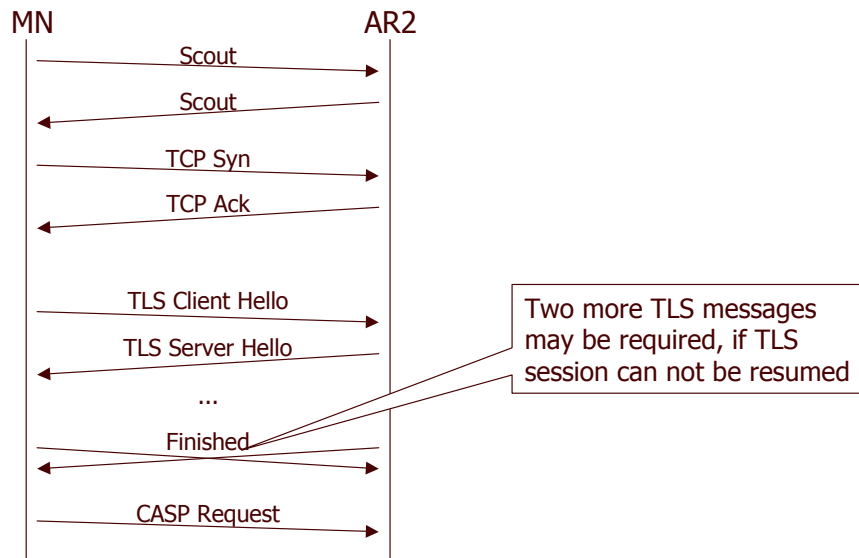 MN
AR2
Scout
Scout
TCP Syn
TCP Ack
TLS Client Hello
TLS Server Hello
...
Finished
CASP Request
Two more TLS messages
may be required, if TLS
session can not be resumed